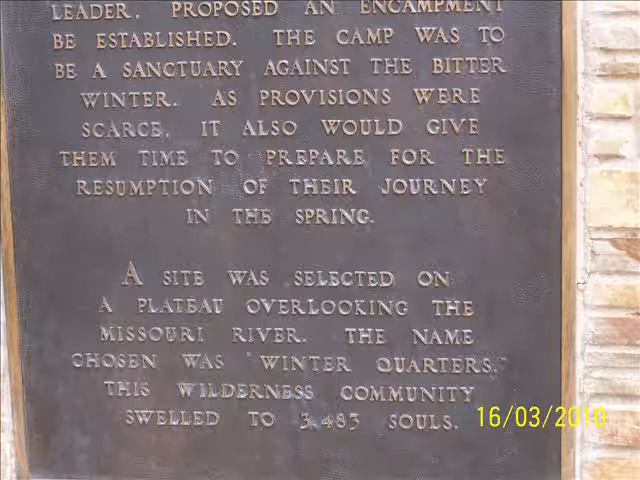 LEADER, PROPOSED AN ENCAMPMENT
BE ESTABLISHED. THE CAMP WAS TO
BE A SANCTUARY AGAINST THE BITTER
WINTER. AS PROVISIONS WERE
SCARCE, IT ALSO WOULD GIVE
THEM TIME TO PREPARE FOR THE
RESUMPTION OF THEIR JOURNEY
IN THE SPRING.
A SITE WAS SELECTED ON
A PLATEAU OVERLOOKING THE
MISSOURI RIVER. THE NAME
CHOSEN WAS "WINTER QUARTERS."
THIS WILDERNESS COMMUNITY
SWELLED TO 3,483 SOULS.
16/03/2010